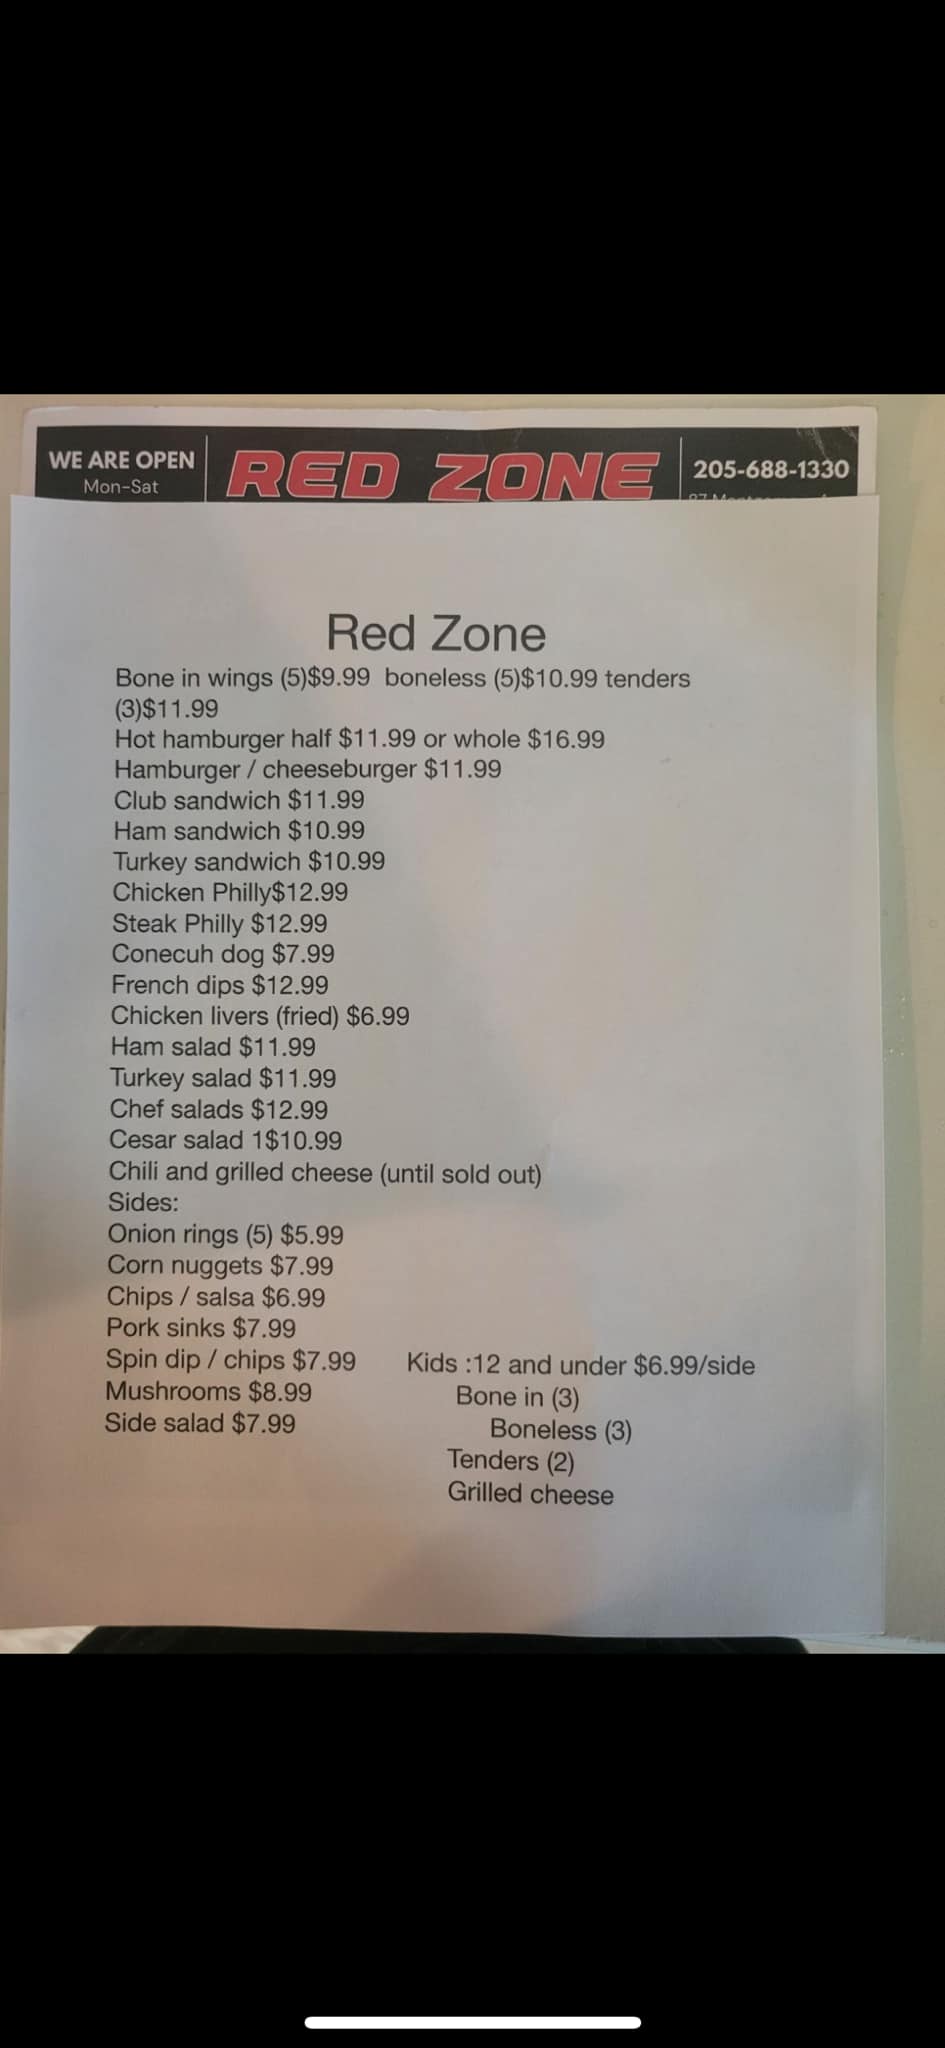 WE ARE OPEN
Mon-Sat
RED ZONE
205-688-1330
Red Zone
Bone in wings (5)$9.99 boneless (5)$10.99 tenders
(3)$11.99
Hot hamburger half $11.99 or whole $16.99
Hamburger / cheeseburger $11.99
Club sandwich $11.99
Ham sandwich $10.99
Turkey sandwich $10.99
Chicken Philly$12.99
Steak Philly $12.99
Conecuh dog $7.99
French dips $12.99
Chicken livers (fried) $6.99
Ham salad $11.99
Turkey salad $11.99
Chef salads $12.99
Cesar salad 1$10.99
Chili and grilled cheese (until sold out)
Sides:
Onion rings (5) $5.99
Corn nuggets $7.99
Chips / salsa $6.99
Pork sinks $7.99
Spin dip / chips $7.99
Mushrooms $8.99
Side salad $7.99
Kids :12 and under $6.99/side
Bone in (3)
Boneless (3)
Tenders (2)
Grilled cheese